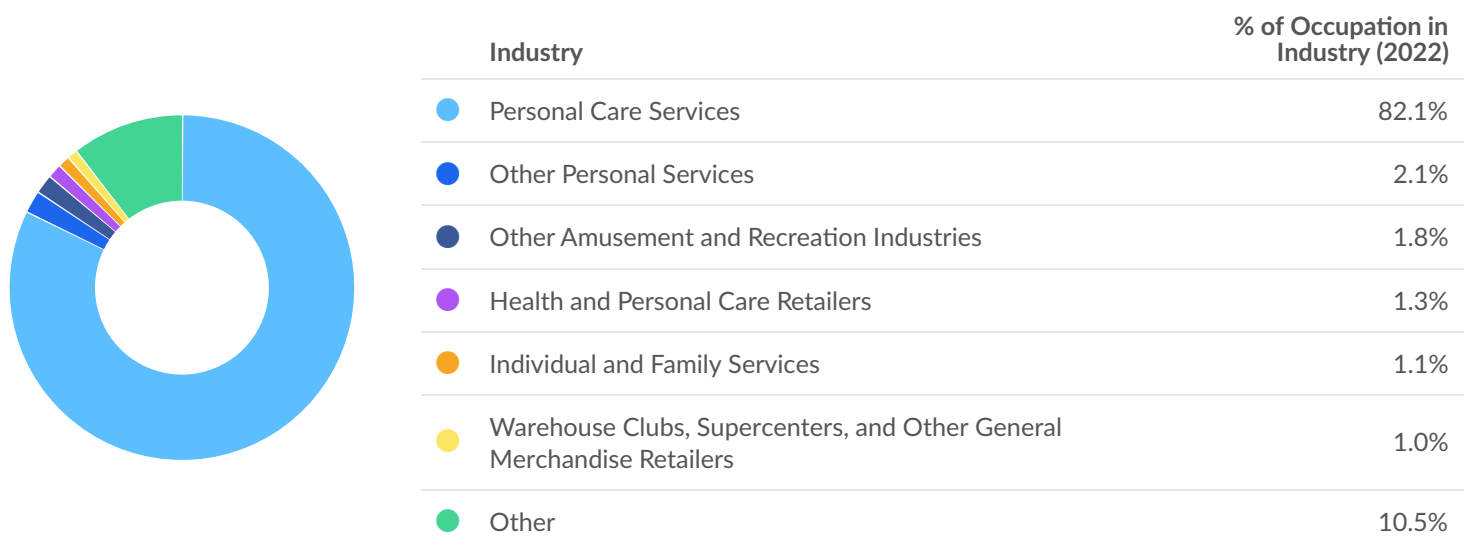 Industry
% of Occupation in
Industry (2022)
Personal Care Services
82.1%
Other Personal Services
2.1%
Other Amusement and Recreation Industries
1.8%
Health and Personal Care Retailers
1.3%
Individual and Family Services
1.1%
Warehouse Clubs, Supercenters, and Other General
Merchandise Retailers
1.0%
Other
10.5%